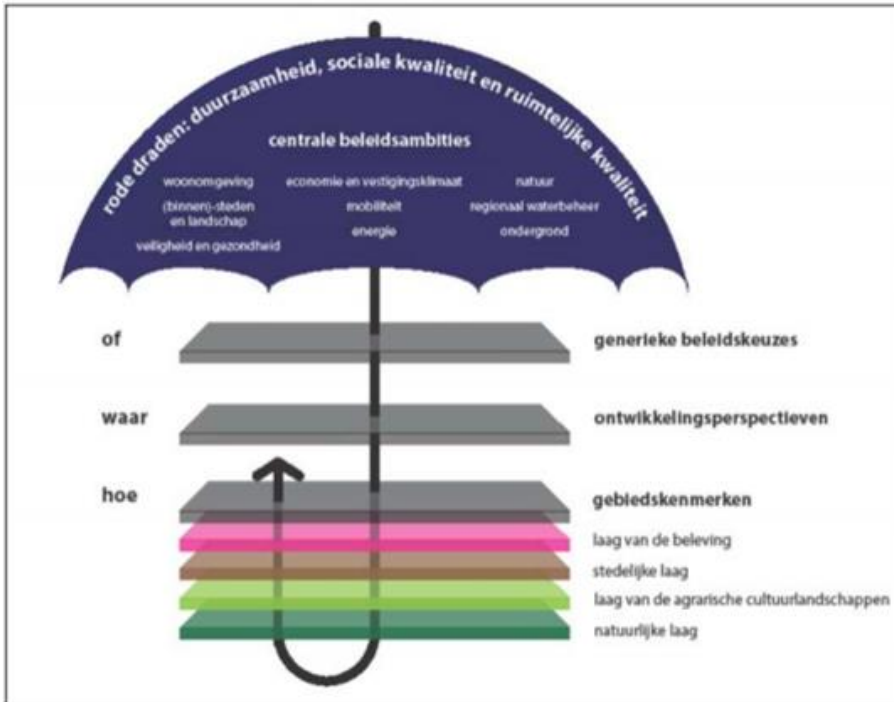 rode draden: duurzaamheid, sociale kwaliteit en ruimtelijke kwaliteit
centrale beleidsambities
woonomgeving
(binnen)-steden
en landschap
veiligheid en gezondheid
economie en vestigingsklimaat
mobiliteit
energie
natuur
regionaal waterbeheer
ondergrond
of
generieke beleidskeuzes
waar
ontwikkelingsperspectieven
hoe
gebiedskenmerken
laag van de beleving
stedelijke laag
laag van de agrarische cultuurlandschappen
natuurlijke laag